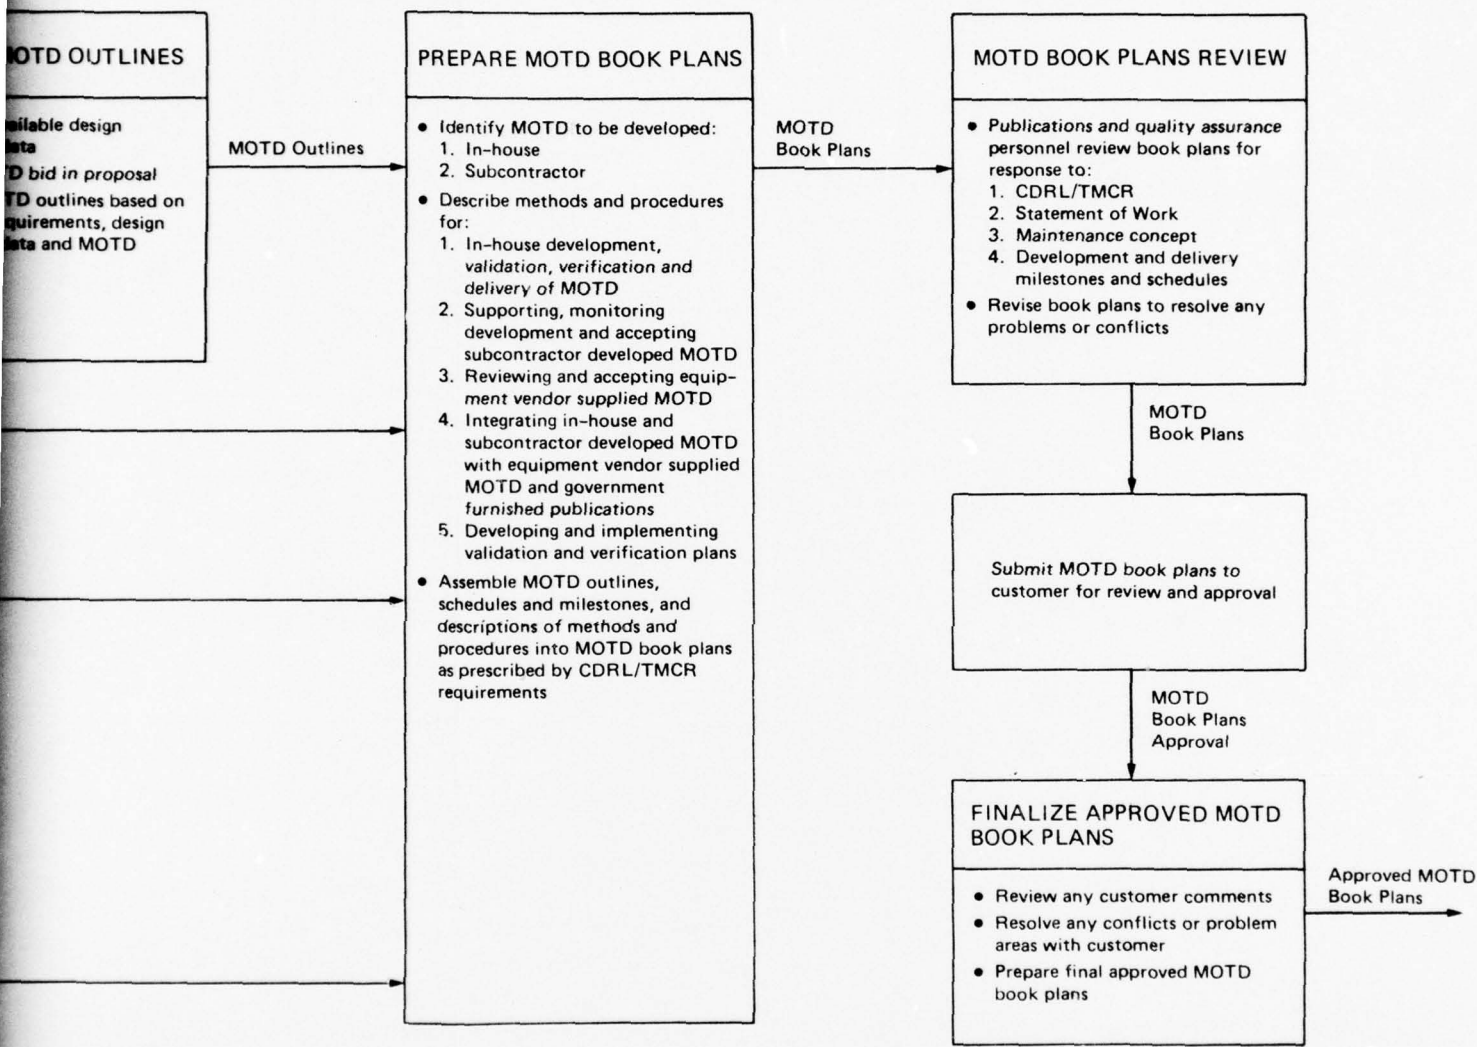 OTD OUTLINES
design
bid in proposal
outlines based on
design
and MOTD
MOTD Outlines
PREPARE MOTD BOOK PLANS
• Identify MOTD to be developed:
1. In-house
2. Subcontractor
• Describe methods and procedures
for:
1. In-house development,
validation, verification and
delivery of MOTD
2. Supporting, monitoring
development and accepting
subcontractor developed MOTD
3. Reviewing and accepting equip-
ment vendor supplied MOTD
4. Integrating in-house and
subcontractor developed MOTD
with equipment vendor supplied
MOTD and government
furnished publications
5. Developing and implementing
validation and verification plans
• Assemble MOTD outlines,
schedules and milestones, and
descriptions of methods and
procedures into MOTD book plans
as prescribed by CDRL/TMCR
requirements
MOTD
Book Plans
MOTD BOOK PLANS REVIEW
• Publications and quality assurance
personnel review book plans for
response to:
1. CDRL/TMCR
2. Statement of Work
3. Maintenance concept
4. Development and delivery
milestones and schedules
• Revise book plans to resolve any
problems or conflicts
MOTD
Book Plans
Submit MOTD book plans to
customer for review and approval
MOTD
Book Plans
Approval
FINALIZE APPROVED MOTD
BOOK PLANS
• Review any customer comments
• Resolve any conflicts or problem
areas with customer
• Prepare final approved MOTD
book plans
Approved MOTD
Book Plans